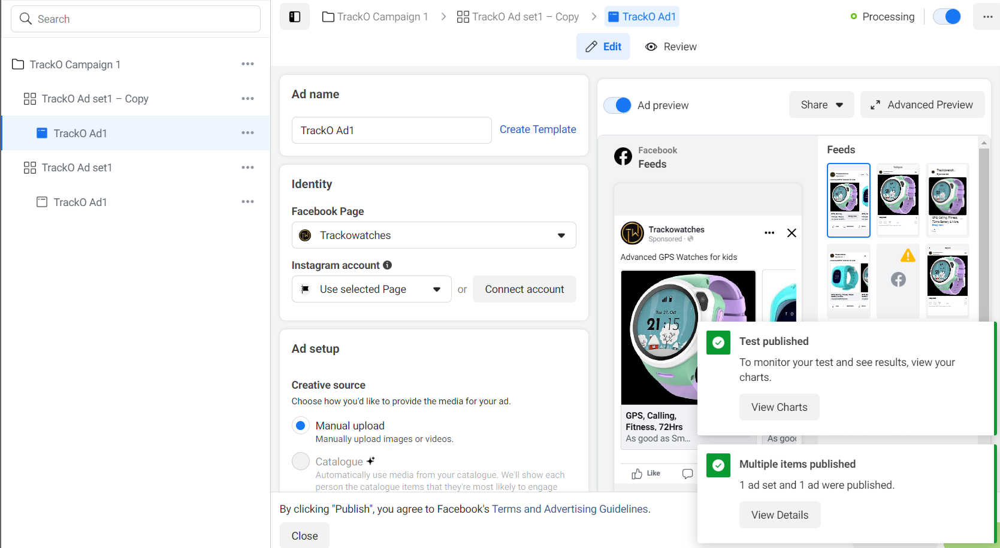 Search
TrackO Campaign 1
TrackO Ad set1 – Copy
TrackO Ad1
TrackO Ad set1
TrackO Ad1
TrackO Campaign 1
TrackO Ad set1 – Copy
TrackO Ad1
Processing
Edit
Review
Ad name
TrackO Ad1
Create Template
Identity
Facebook Page
Trackowatches
Instagram account
Use selected Page
or
Connect account
Ad setup
Creative source
Choose how you'd like to provide the media for your ad.
Manual upload
Manually upload images or videos.
Catalogue
Automatically use media from your catalogue. We'll show each
person the catalogue items that they're most likely to engage
By clicking "Publish", you agree to Facebook's Terms and Advertising Guidelines.
Close
Ad preview
Share
Advanced Preview
Facebook
Feeds
Trackowatches
Sponsored
Advanced GPS Watches for kids
Tue 27. Oct
21:15
TO
GPS, Calling,
Fitness, 72Hrs
As good as Sm...
As good
Like
Feeds
Test published
To monitor your test and see results, view your
charts.
View Charts
Multiple items published
1 ad set and 1 ad were published.
View Details